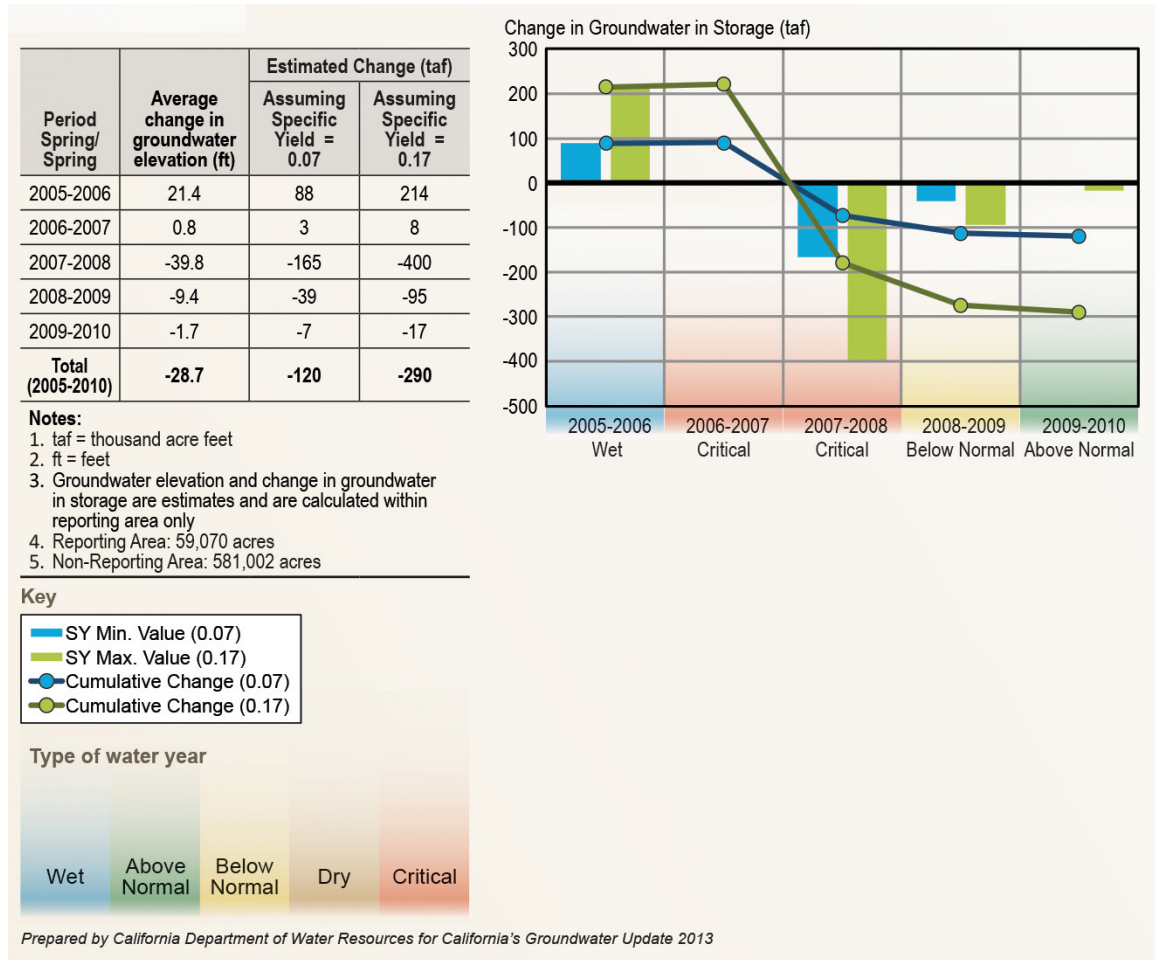 Period Spring/ Spring
Average change in groundwater elevation (ft)
Estimated Change (taf)
Assuming Specific Yield = 0.07
Assuming Specific Yield = 0.17
2005-2006 21.4 88 214
2006-2007 0.8 3 8
2007-2008 -39.8 -165 -400
2008-2009 -9.4 -39 -95
2009-2010 -1.7 -7 -17
Total (2005-2010) -28.7 -120 -290
Notes:
1. taf = thousand acre feet
2. ft = feet
3. Groundwater elevation and change in groundwater
in storage are estimates and are calculated within
reporting area only
4. Reporting Area: 59,070 acres
5. Non-Reporting Area: 581,002 acres
Key
SY Min. Value (0.07)
SY Max. Value (0.17)
Cumulative Change (0.07)
Cumulative Change (0.17)
Type of water year
Wet
Above Normal
Below Normal
Dry
Critical
Change in Groundwater in Storage (taf)
300
200
100
0
-100
-200
-300
-400
-500
2005-2006 2006-2007 2007-2008 2008-2009 2009-2010
Wet Critical Critical Below Normal Above Normal
Prepared by California Department of Water Resources for California's Groundwater Update 2013